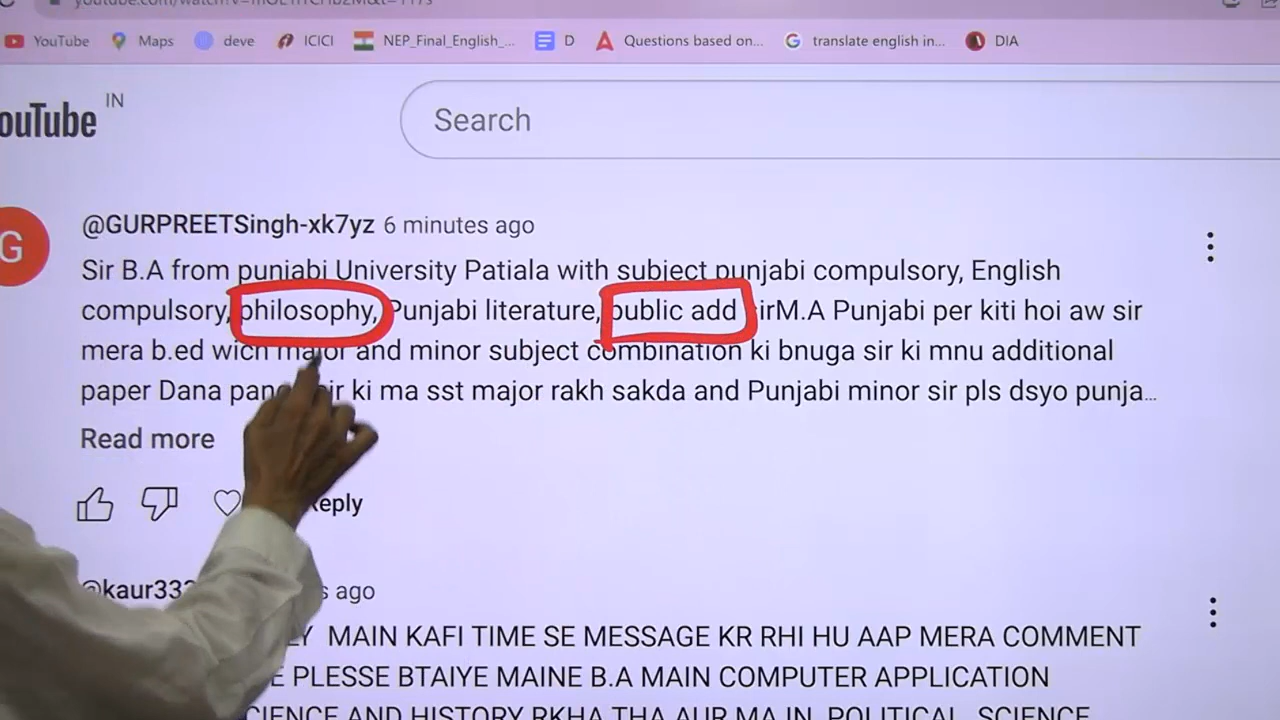 YouTube Maps deve ICICI NEP_Final_English_... D Questions based on... translate english in... DIA
ouTube IN
Search
G
@GURPREETSingh-xk7yz 6 minutes ago
Sir B.A from punjabi University Patiala with subject punjabi compulsory, English
compulsory, philosophy, Punjabi literature, public add sirM.A Punjabi per kiti hoi aw sir
mera b.ed wich major and minor subject combination ki bnuga sir ki mnu additional
paper Dana ki ma sst major rakh sakda and Punjabi minor sir pls dsyo punja...
Read more
Reply
@kaur333 ago
MAIN KAFI TIME SE MESSAGE KR RHI HU AAP MERA COMMENT
PLESSE BTAIYE MAINE B.A MAIN COMPUTER APPLICATION
AND HISTORY RKHA THA AUR MA IN POLITICAL SCIENCE